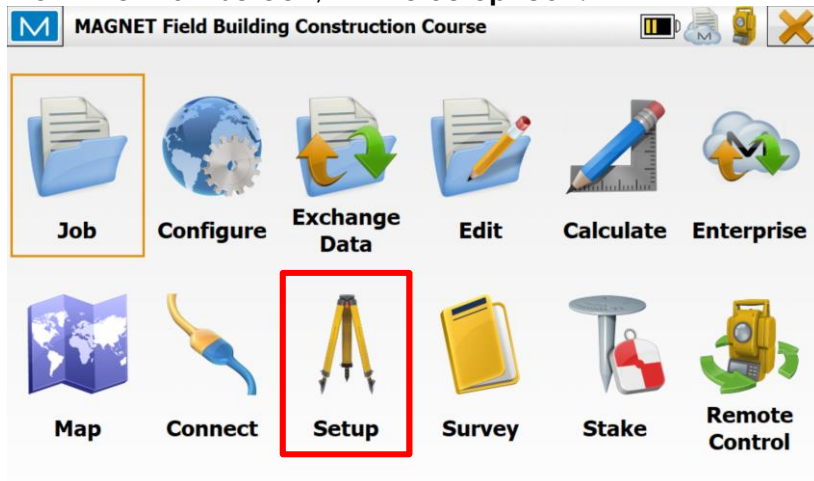 MAGNET Field Building Construction Course
Job
Configure
Exchange
Data
Edit
Calculate
Enterprise
Map
Connect
Setup
Survey
Stake
Remote
Control